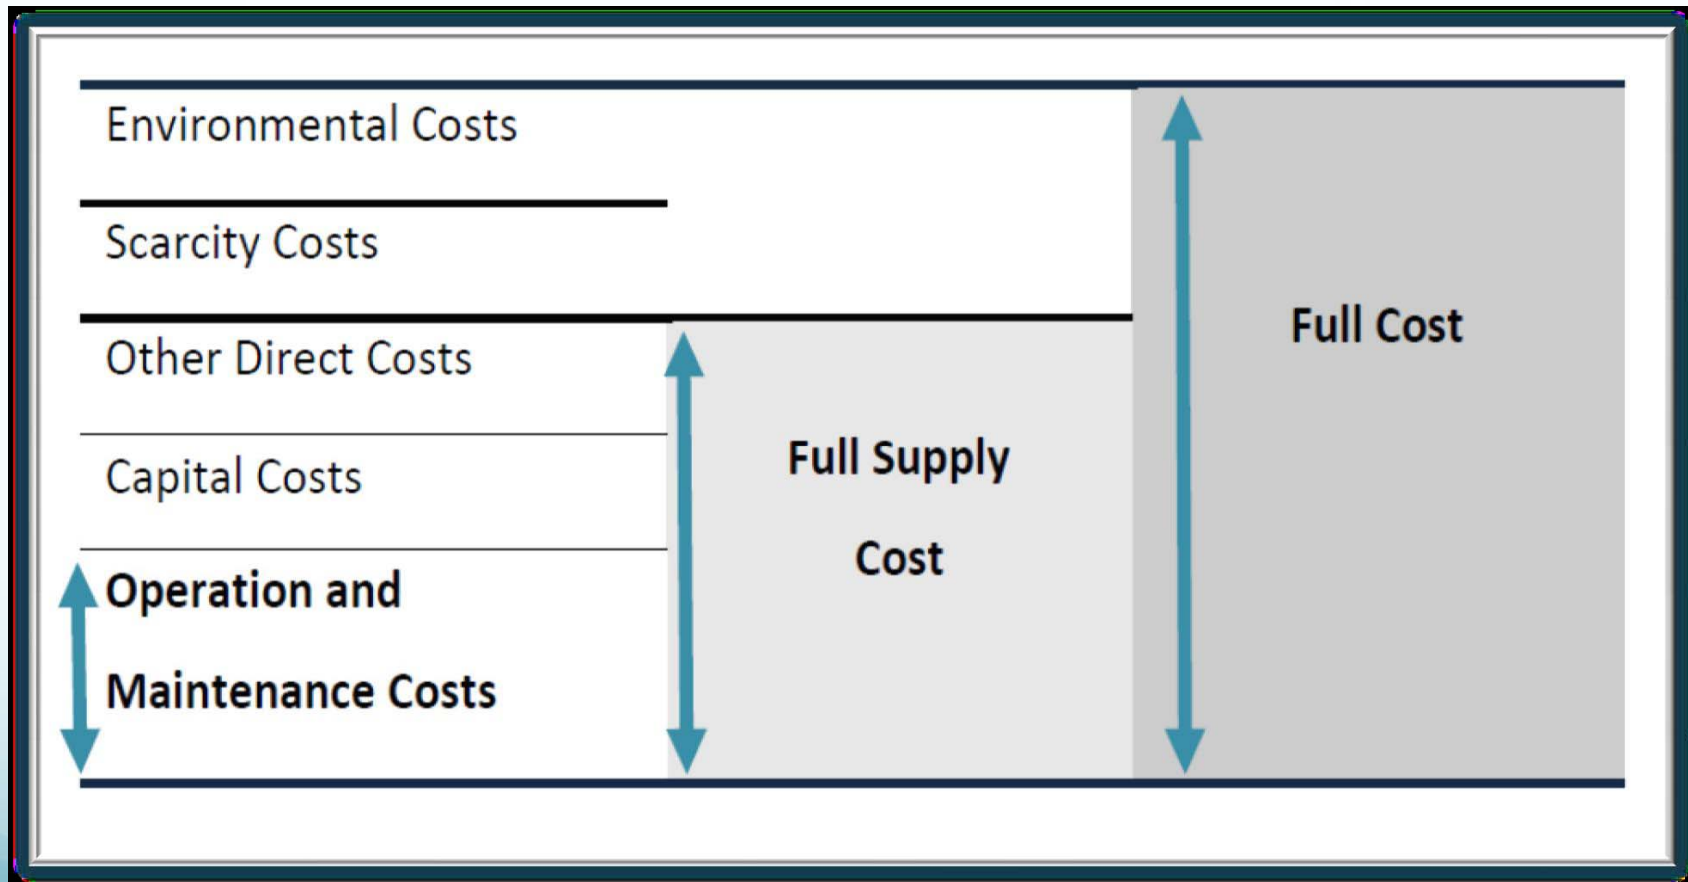 Environmental Costs
Scarcity Costs
Other Direct Costs
Capital Costs
Operation and
Maintenance Costs
Full Supply
Cost
Full Cost